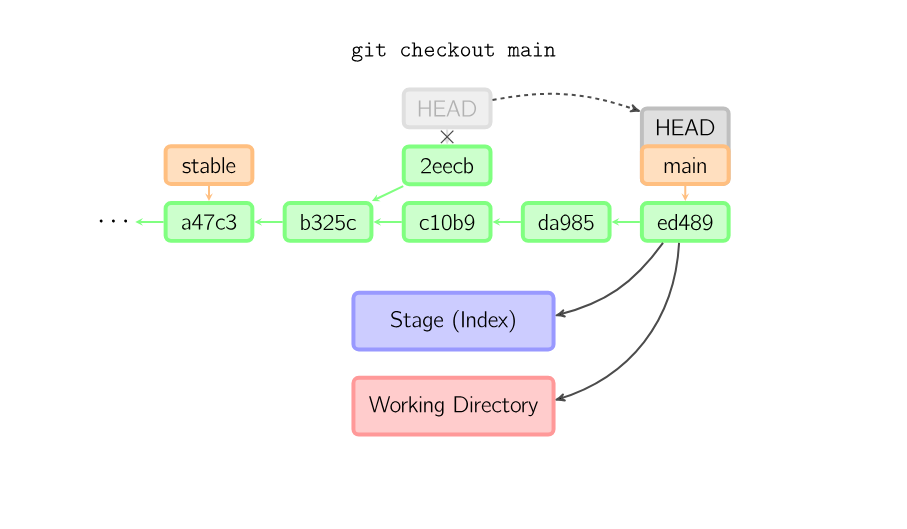 git checkout main
HEAD
HEAD
stable
2eecb
main
...
a47c3
b325c
c10b9
da985
ed489
Stage (Index)
Working Directory